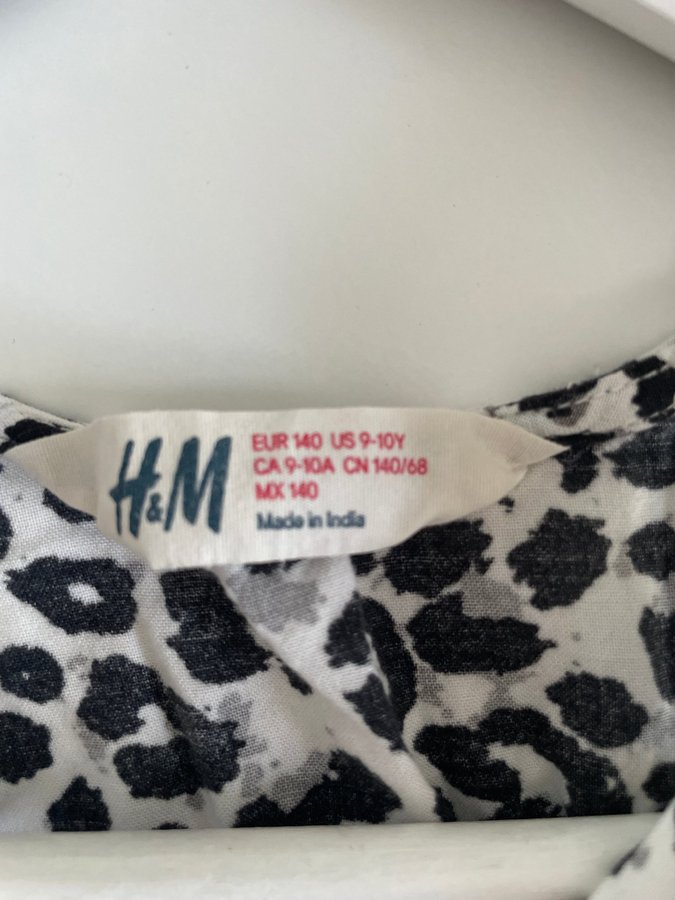 H&M
EUR 140 US 9-10Y
CA 9-10A CN 140/68
MX 140
Made in India